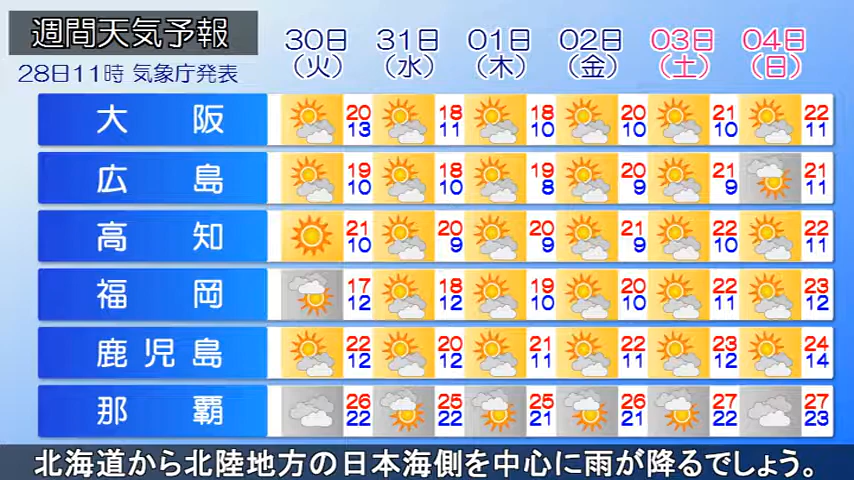 週間天気予報
28日11時 気象庁発表
30日 31日 01日 02日 03日 04日
(火) (水) (木) (金) (土) (日)
大阪 20 13 18 11 18 10 20 10 21 10 22 11
広島 19 10 18 10 19 8 20 9 21 9 21 11
高知 21 10 20 9 20 9 21 9 22 10 22 11
福岡 17 12 18 12 19 10 20 10 22 11 23 12
鹿児島 22 12 20 12 21 11 22 11 23 12 24 14
那覇 26 22 25 22 25 21 26 21 27 22 27 23
北海道から北陸地方の日本海側を中心に雨が降るでしょう。